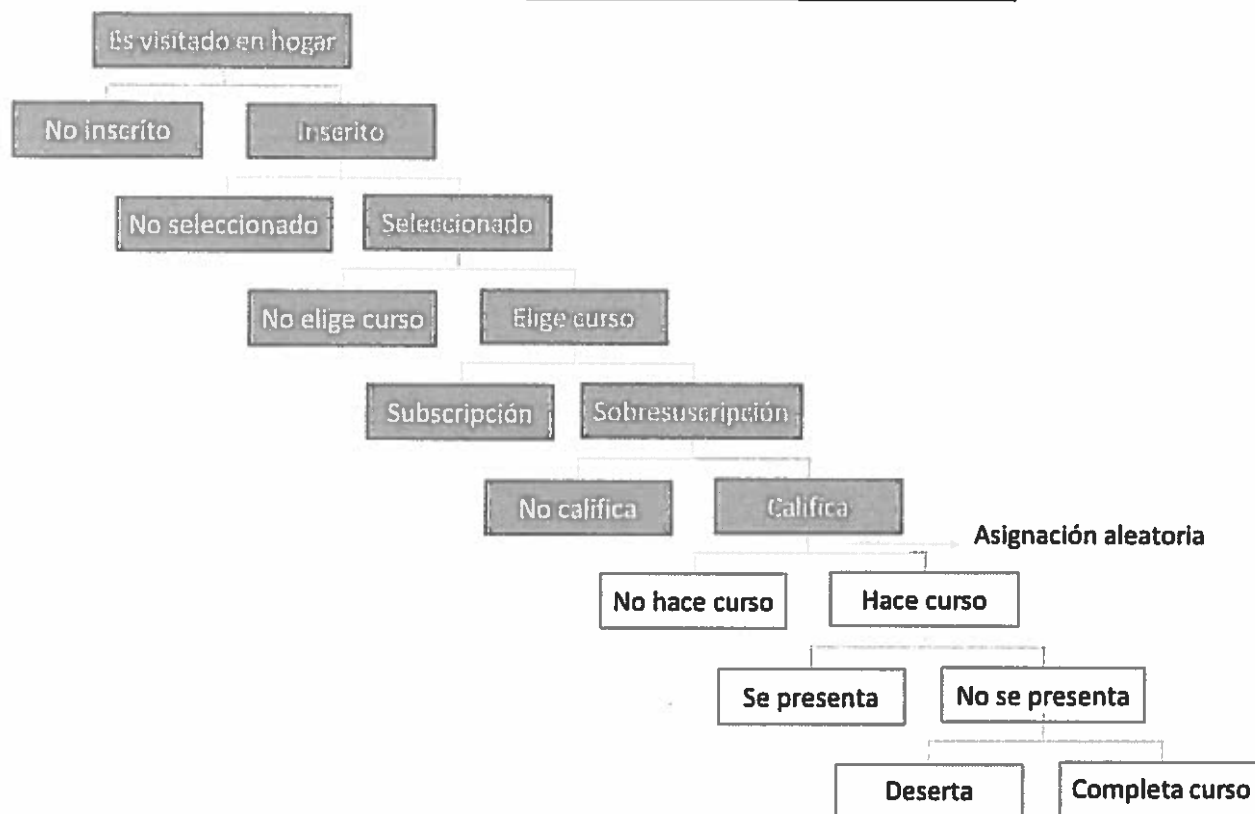 Es visitado en hogar
No inscrito
Inscrito
No seleccionado
Seleccionado
No elige curso
Elige curso
Subscripción
Sobresuscripción
No califica
Califica
Asignación aleatoria
No hace curso
Hace curso
Se presenta
No se presenta
Deserta
Completa curso